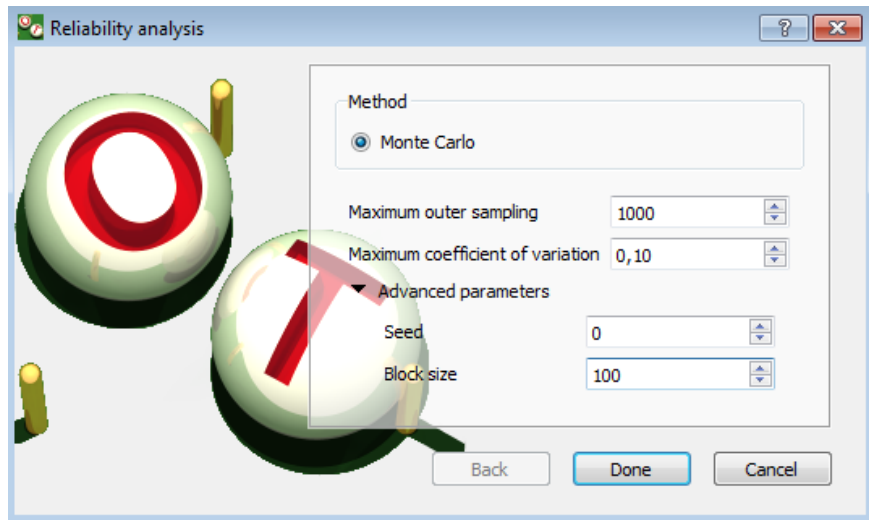 Reliability analysis
Method
Monte Carlo
Maximum outer sampling 1000
Maximum coefficient of variation 0,10
Advanced parameters
Seed 0
Block size 100
Back Done Cancel
O
T